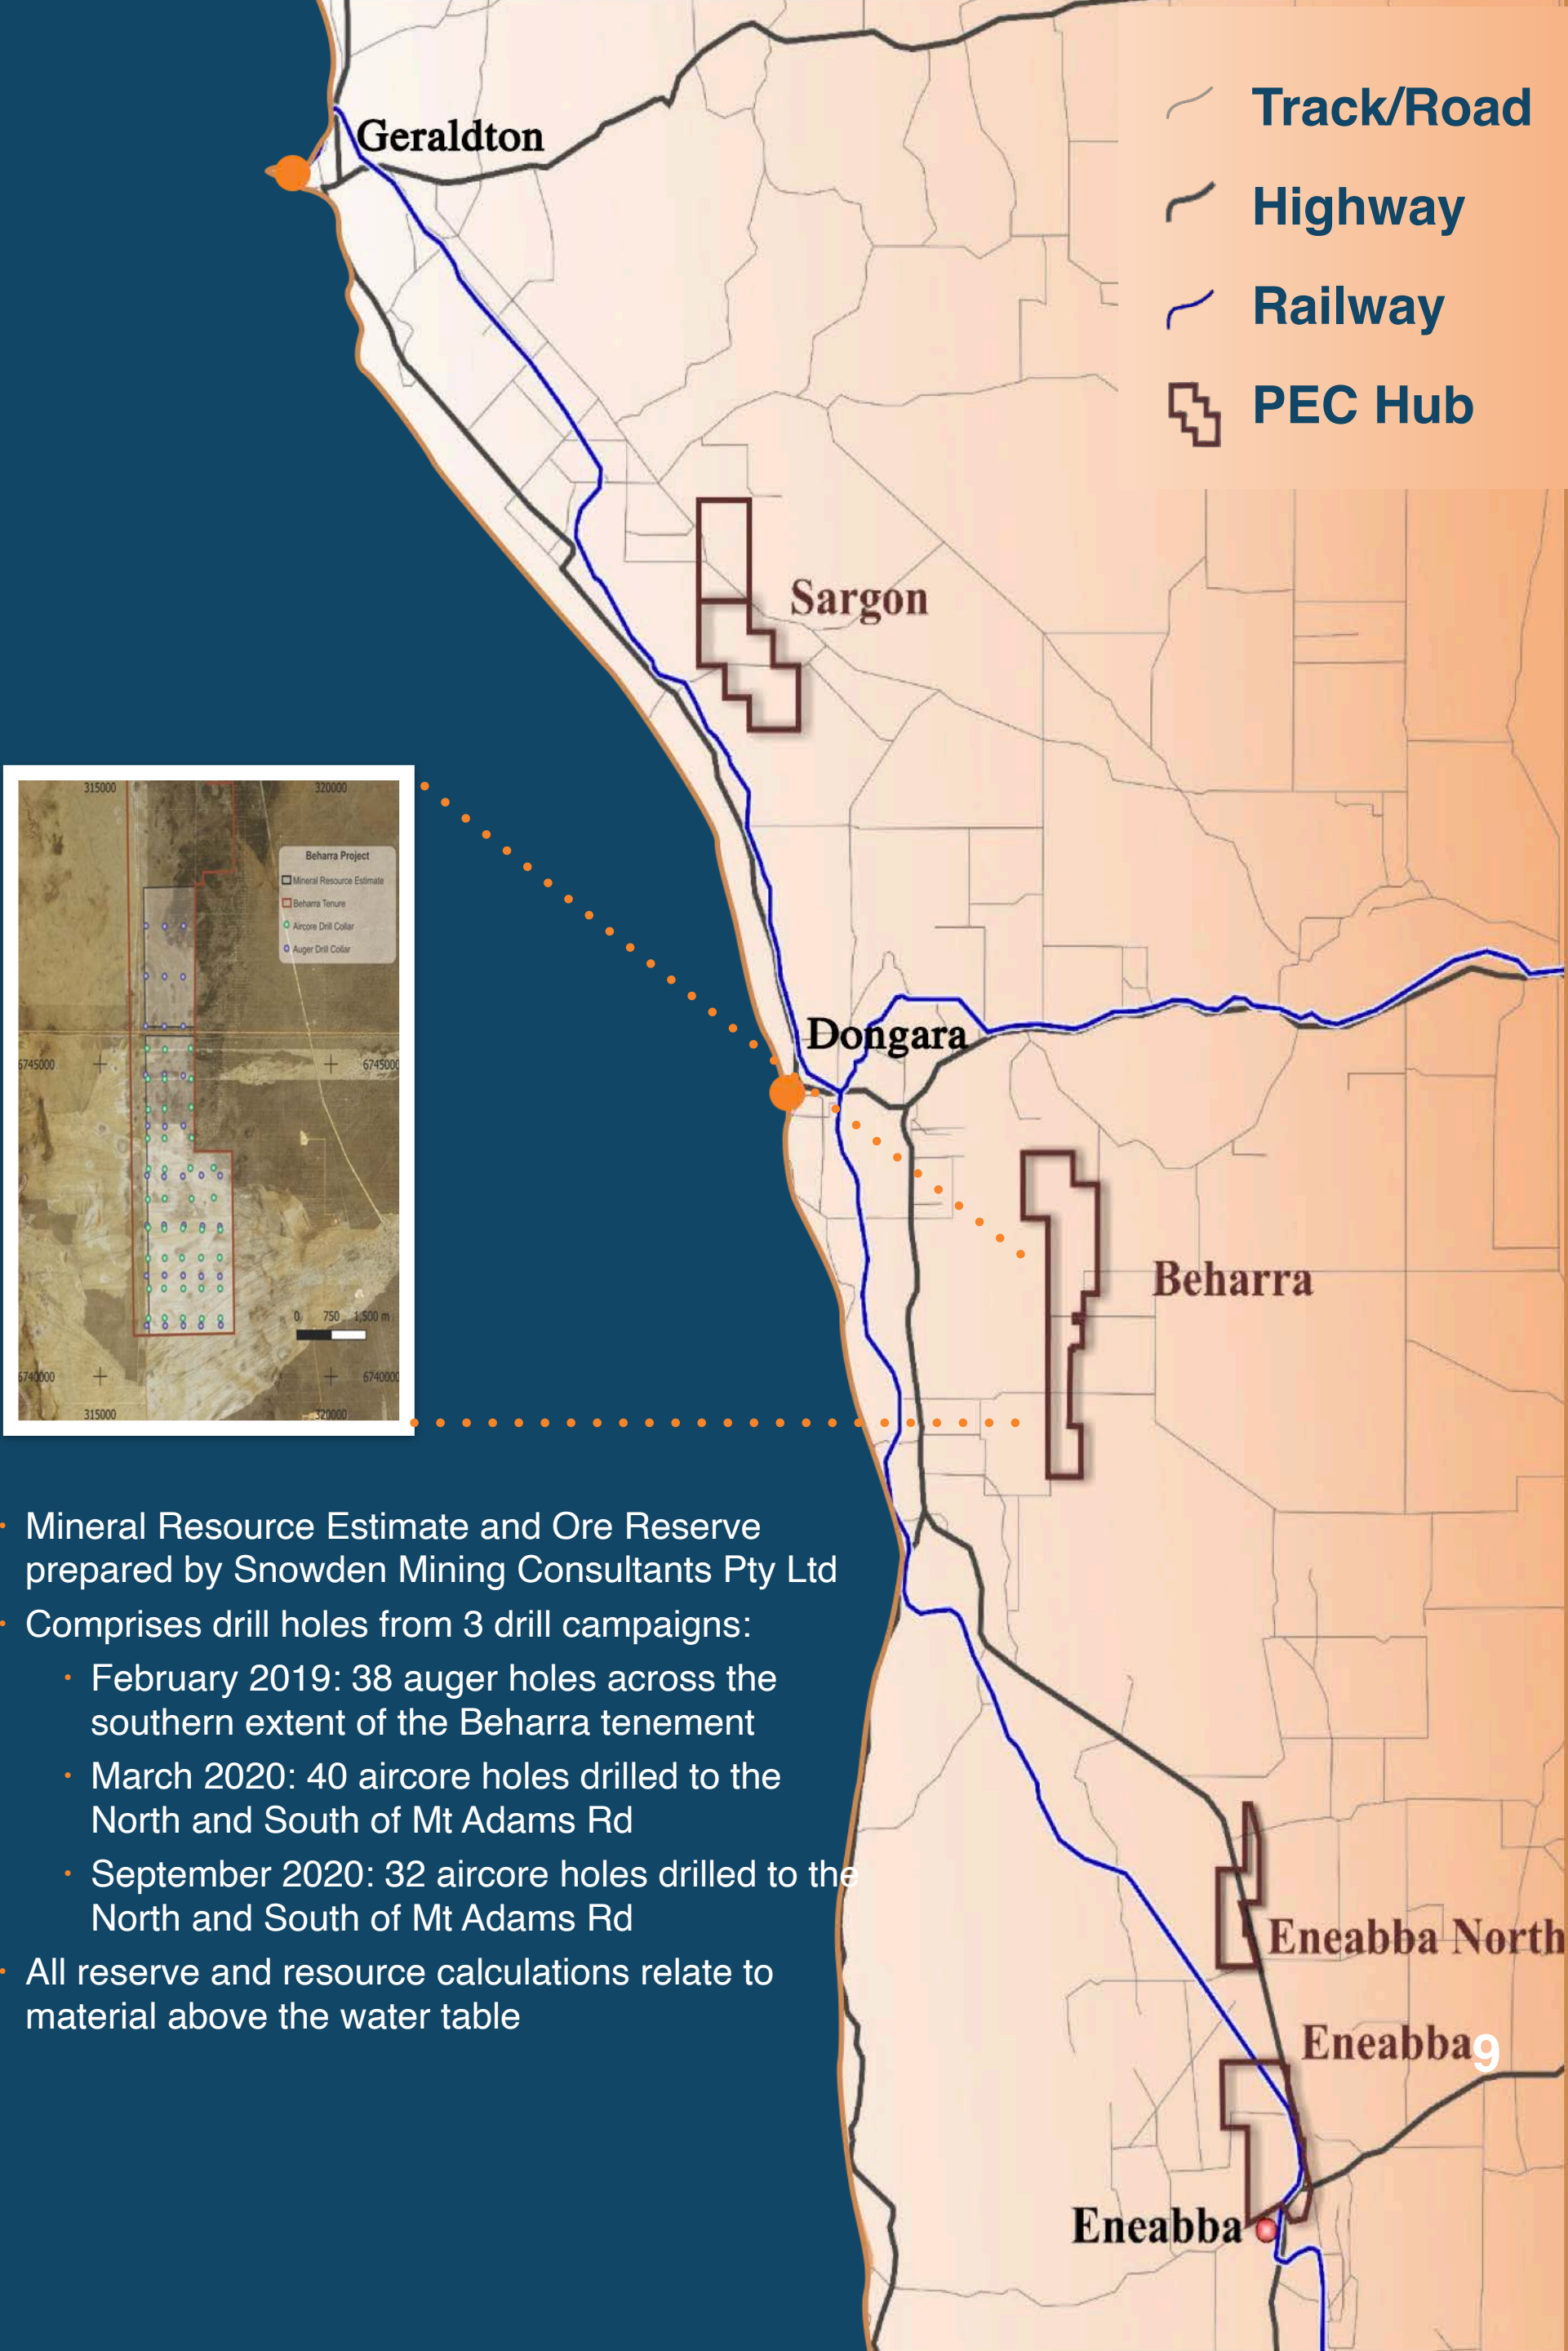 Geraldton
Track/Road
Highway
Railway
PEC Hub
Sargon
315000
320000
Beharra Project
Mineral Resource Estimate
Beharra Tenure
Aircore Drill Collar
Auger Drill Collar
6745000
6745000
0 750 1,500 m
6740000
6740000
315000
320000
Dongara
Beharra
· Mineral Resource Estimate and Ore Reserve
prepared by Snowden Mining Consultants Pty Ltd
· Comprises drill holes from 3 drill campaigns:
· February 2019: 38 auger holes across the
southern extent of the Beharra tenement
· March 2020: 40 aircore holes drilled to the
North and South of Mt Adams Rd
· September 2020: 32 aircore holes drilled to the
North and South of Mt Adams Rd
· All reserve and resource calculations relate to
material above the water table
Eneabba North
Eneabba
9
Eneabba